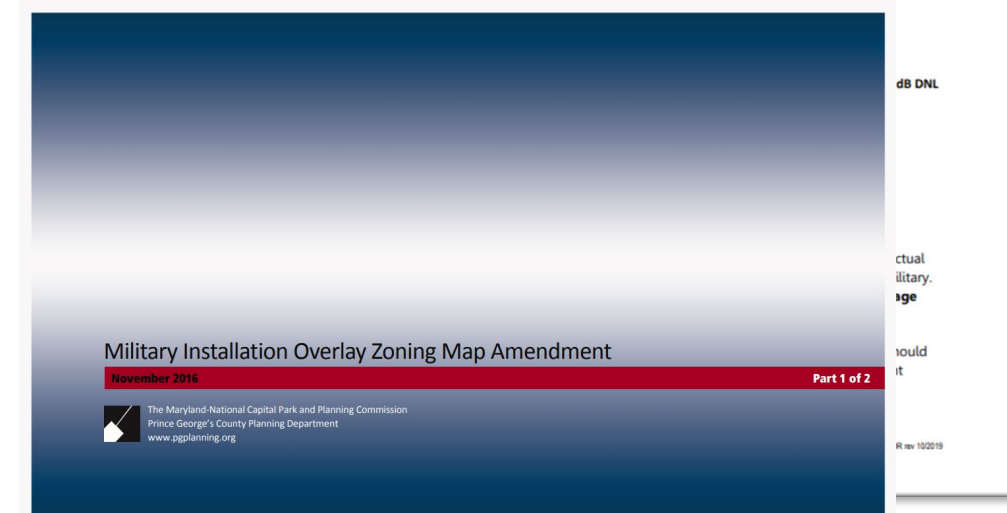 Military Installation Overlay Zoning Map Amendment
November 2016
Part 1 of 2
The Maryland-National Capital Park and Planning Commission
Prince George's County Planning Department
www.pgplanning.org
dB DNL
ctual
ilitary.
age
hould
R rev 10/2019